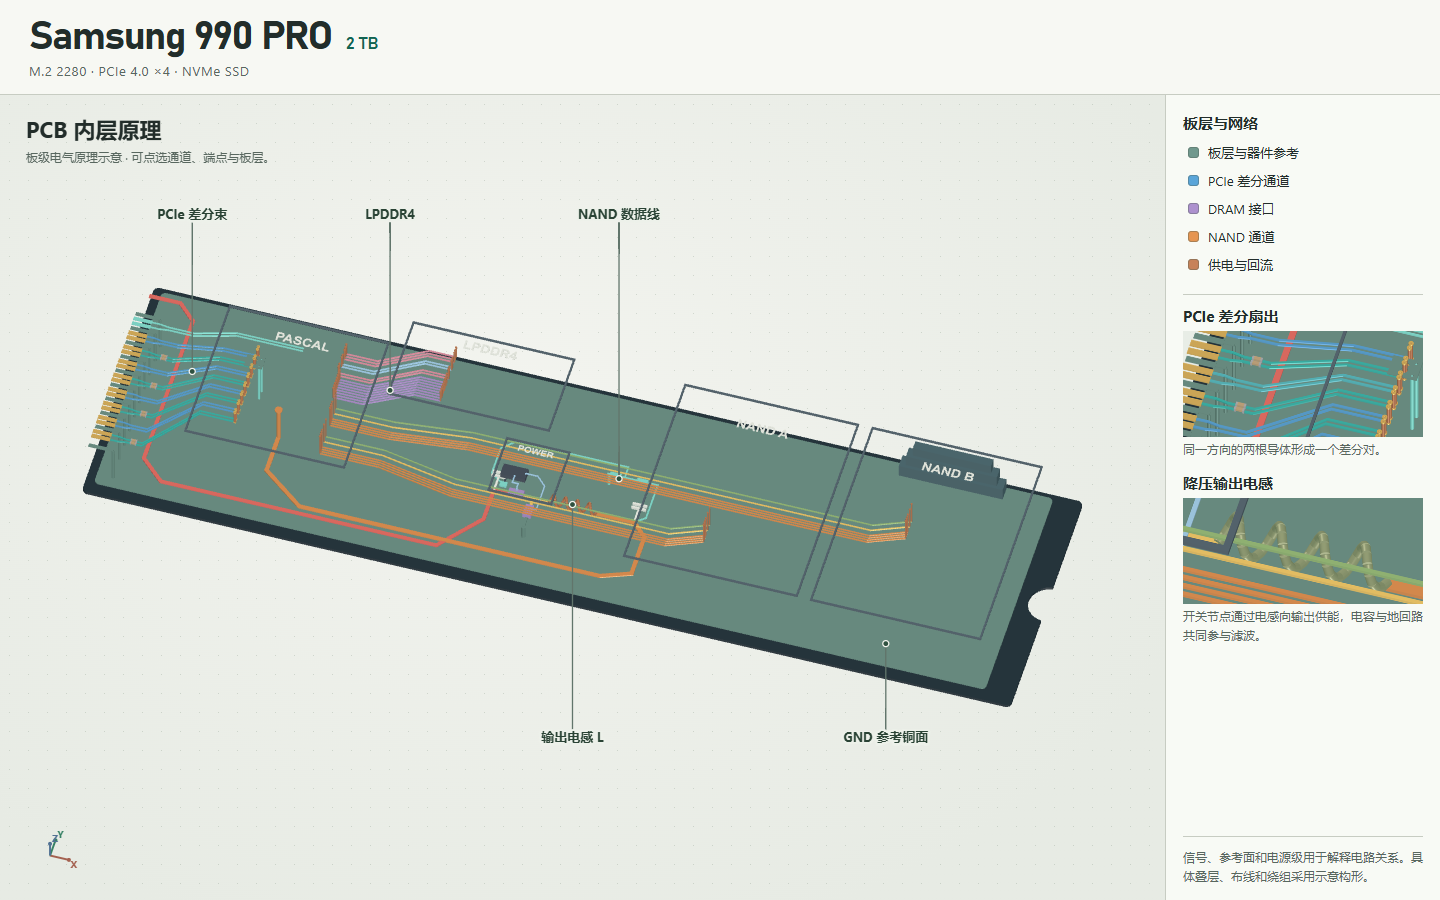 Samsung 990 PRO 2 TB
M.2 2280 · PCIe 4.0 ×4 · NVMe SSD
PCB 内层原理
板级电气原理示意 · 可点选通道、端点与板层。
PCIe 差分束
LPDDR4
NAND 数据线
PASCAL
LPDDR4
NAND A
POWER
NAND B
输出电感 L
GND 参考铜面
Z
Y
X
板层与网络
板层与器件参考
PCIe 差分通道
DRAM 接口
NAND 通道
供电与回流
PCIe 差分扇出
同一方向的两根导体形成一个差分对。
降压输出电感
开关节点通过电感向输出供能，电容与地回路
共同参与滤波。
信号、参考面和电源级用于解释电路关系。具
体叠层、布线和绕组采用示意构形。